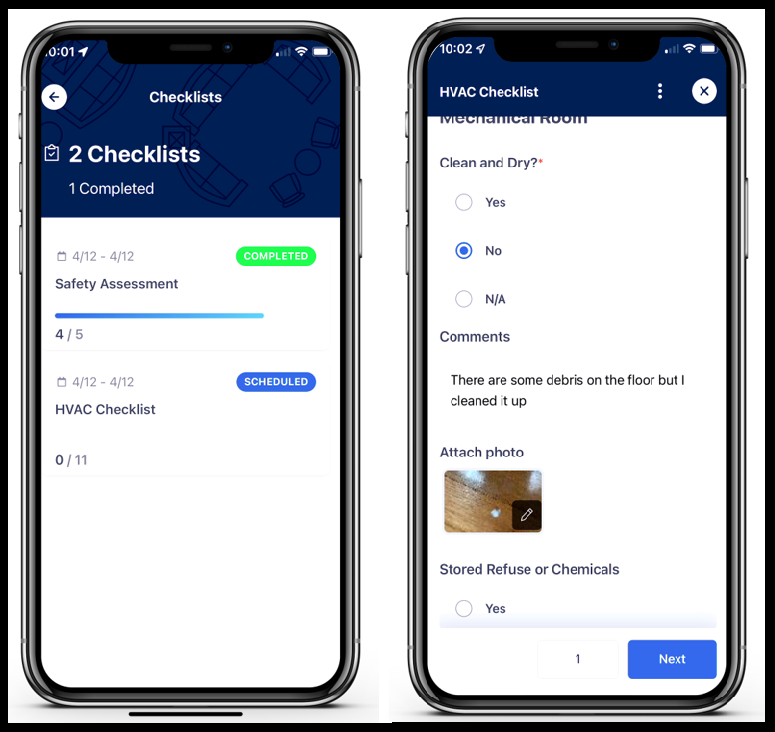 10:01
Checklists
2 Checklists
1 Completed
4/12 - 4/12
COMPLETED
Safety Assessment
4 / 5
4/12 - 4/12
SCHEDULED
HVAC Checklist
0 / 11
10:02
HVAC Checklist
Mechanical Room
Clean and Dry?*
Yes
No
N/A
Comments
There are some debris on the floor but I
cleaned it up
Attach photo
Stored Refuse or Chemicals
Yes
1
Next